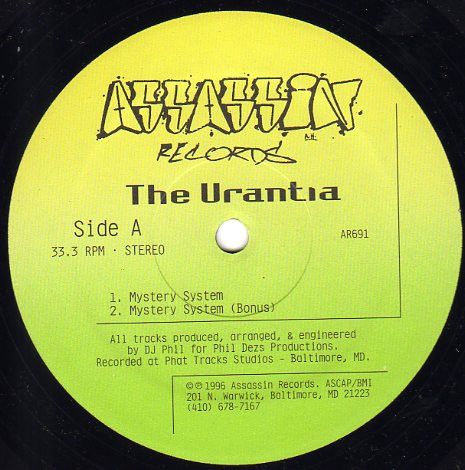 ASSASSIN
RECORDS
The Urantia
Side A
33.3 RPM · STEREO
AR691
1. Mystery System
2. Mystery System (Bonus)
All tracks produced, arranged, & engineered
by DJ Phil for Phil Dezs Productions.
Recorded at Phat Tracks Studios – Baltimore, MD.
© ℗ 1996 Assassin Records. ASCAP/BMI
201 N. Warwick, Baltimore, MD 21223
(410) 678-7167